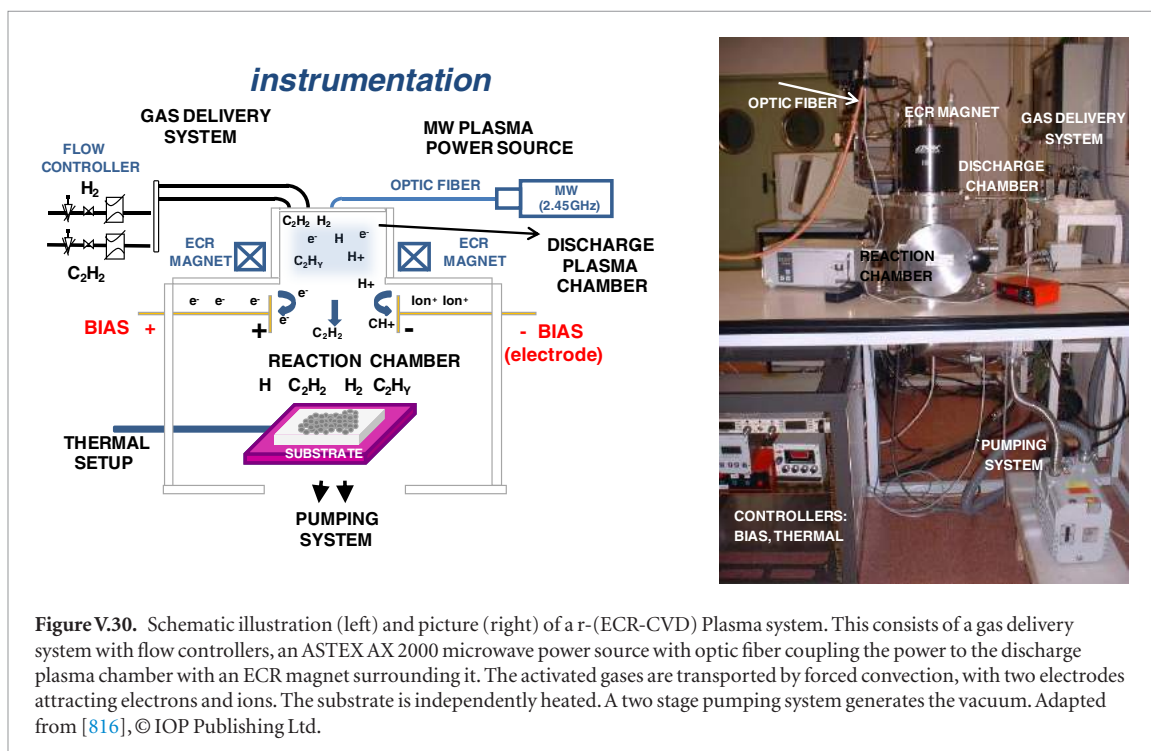 instrumentation
GAS DELIVERY
SYSTEM
MW PLASMA
POWER SOURCE
FLOW
CONTROLLER
H2
C2H2
OPTIC FIBER
MW
(2.45GHz)
C2H2 H2
e- H e-
C2HY H+
ECR
MAGNET
ECR
MAGNET
DISCHARGE
PLASMA
CHAMBER
H+
e- e- e- e-
Ion+ Ion+
BIAS +
+ e-
C2H2
CH+ -
- BIAS
(electrode)
REACTION CHAMBER
H C2H2 H2 C2HY
THERMAL
SETUP
SUBSTRATE
PUMPING
SYSTEM
OPTIC FIBER
ECR MAGNET
GAS DELIVERY
SYSTEM
DISCHARGE
CHAMBER
REACTION
CHAMBER
PUMPING
SYSTEM
CONTROLLERS:
BIAS, THERMAL
Figure V.30. Schematic illustration (left) and picture (right) of a r-(ECR-CVD) Plasma system. This consists of a gas delivery
system with flow controllers, an ASTEX AX 2000 microwave power source with optic fiber coupling the power to the discharge
plasma chamber with an ECR magnet surrounding it. The activated gases are transported by forced convection, with two electrodes
attracting electrons and ions. The substrate is independently heated. A two stage pumping system generates the vacuum. Adapted
from [816], © IOP Publishing Ltd.